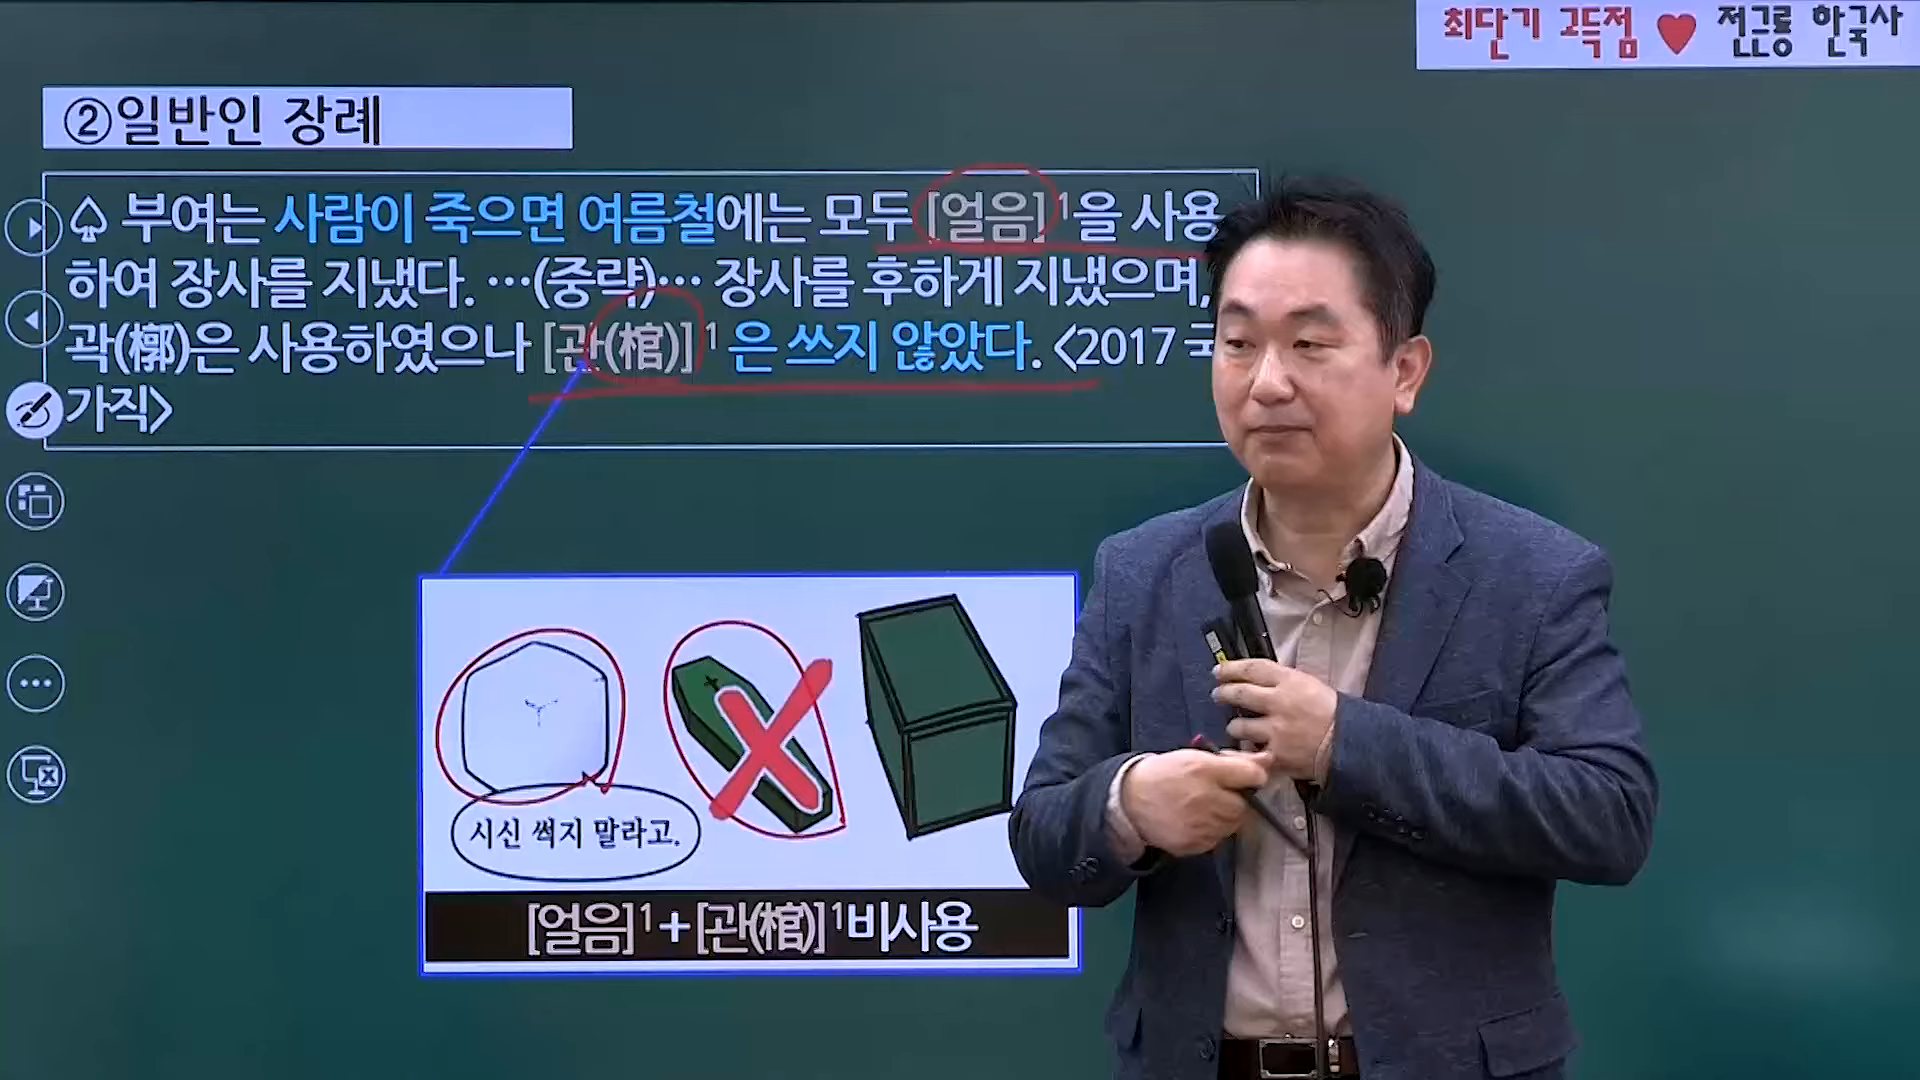 최단기 고득점 ♥ 전근룡 한국사
②일반인 장례
♤ 부여는 사람이 죽으면 여름철에는 모두 [얼음]¹을 사용
하여 장사를 지냈다. …(중략)… 장사를 후하게 지냈으며,
곽(槨)은 사용하였으나 [관(棺)]¹ 은 쓰지 않았다. <2017 국
가직>
시신 썩지 말라고.
[얼음]¹+[관(棺)]¹비사용